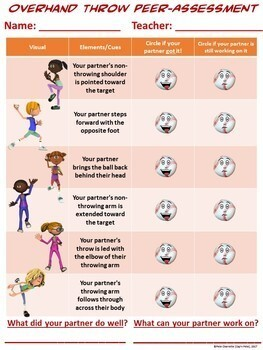 OVERHAND THROW PEER-ASSESSMENT
Name: ____________ Teacher: ____________
Visual
Elements/Cues
Circle if your
partner got it!
Circle if your partner is
still working on it
Your partner's non-
throwing shoulder
is pointed toward
the target
Your partner steps
forward with the
opposite foot
Your partner
brings the ball back
behind their head
Your partner's non-
throwing arm is
extended toward
the target
Your partner's
throw is led with
the elbow of their
throwing arm
Your partner's
throwing arm
follows through
across their body
What did your partner do well?
What can your partner work on?